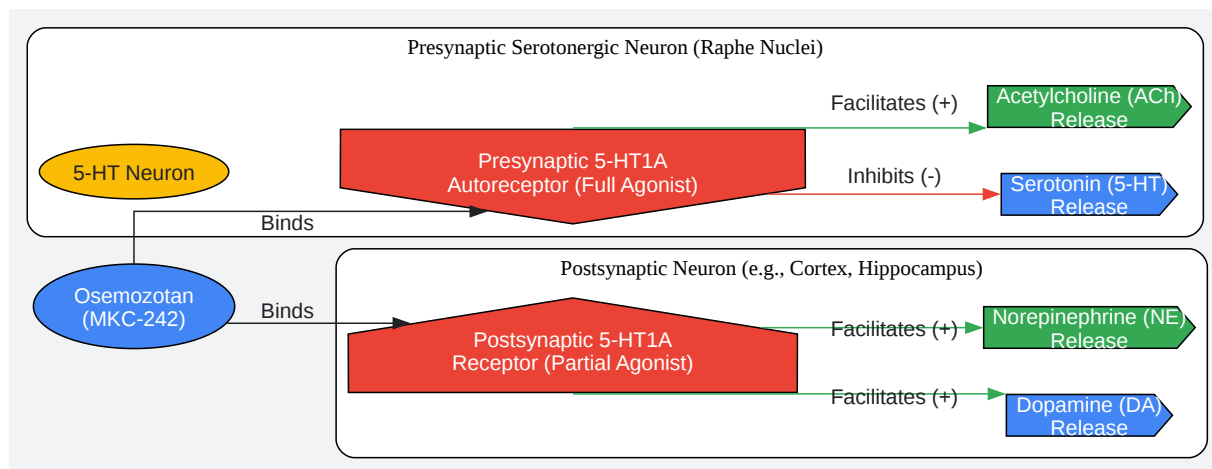 Presynaptic Serotonergic Neuron (Raphe Nuclei)
Facilitates (+)
Acetylcholine (ACh)
Release
5-HT Neuron
Presynaptic 5-HT1A
Autoreceptor (Full Agonist)
Inhibits (-)
Serotonin (5-HT)
Release
Binds
Postsynaptic Neuron (e.g., Cortex, Hippocampus)
Osemozotan
(MKC-242)
Binds
Postsynaptic 5-HT1A
Receptor (Partial Agonist)
Facilitates (+)
Norepinephrine (NE)
Release
Facilitates (+)
Dopamine (DA)
Release